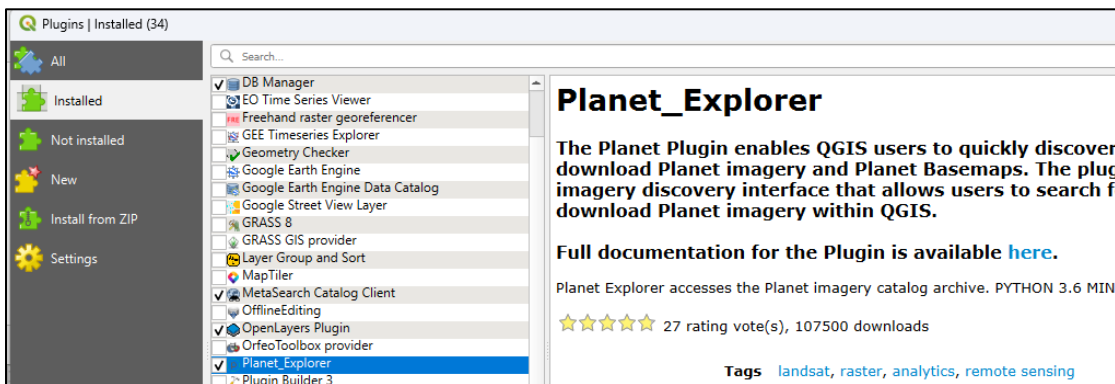 Plugins | Installed (34)
All
Installed
Not installed
New
Install from ZIP
Settings
Search...
DB Manager
EO Time Series Viewer
Freehand raster georeferencer
GEE Timeseries Explorer
Geometry Checker
Google Earth Engine
Google Earth Engine Data Catalog
Google Street View Layer
GRASS 8
GRASS GIS provider
Layer Group and Sort
MapTiler
MetaSearch Catalog Client
OfflineEditing
OpenLayers Plugin
OrfeoToolbox provider
Planet_Explorer
Plugin Builder 3
Planet_Explorer
The Planet Plugin enables QGIS users to quickly discover
download Planet imagery and Planet Basemaps. The plug
imagery discovery interface that allows users to search f
download Planet imagery within QGIS.
Full documentation for the Plugin is available here.
Planet Explorer accesses the Planet imagery catalog archive. PYTHON 3.6 MIN
27 rating vote(s), 107500 downloads
Tags landsat, raster, analytics, remote sensing